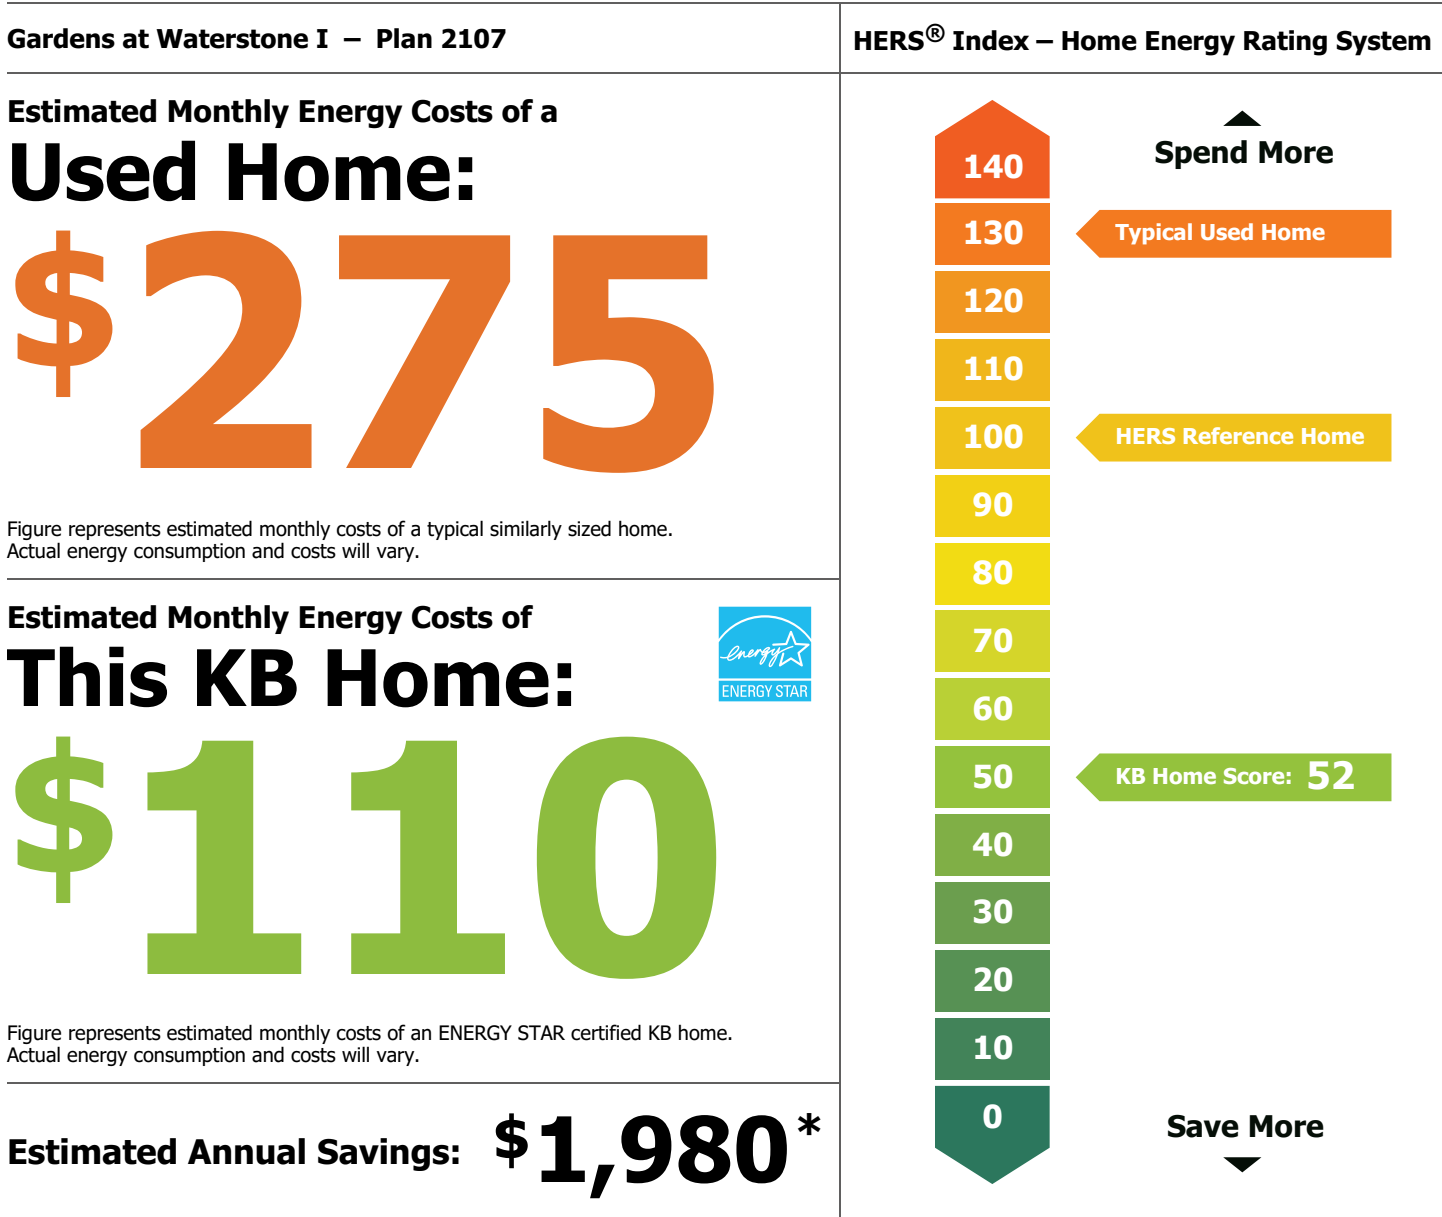 Gardens at Waterstone I – Plan 2107
Estimated Monthly Energy Costs of a
Used Home:
$275
Figure represents estimated monthly costs of a typical similarly sized home.
Actual energy consumption and costs will vary.
Estimated Monthly Energy Costs of
This KB Home:
energy
ENERGY STAR
$110
Figure represents estimated monthly costs of an ENERGY STAR certified KB home.
Actual energy consumption and costs will vary.
Estimated Annual Savings: $1,980*
HERS® Index – Home Energy Rating System
Spend More
140
130 Typical Used Home
120
110
100 HERS Reference Home
90
80
70
60
50 KB Home Score: 52
40
30
20
10
0
Save More